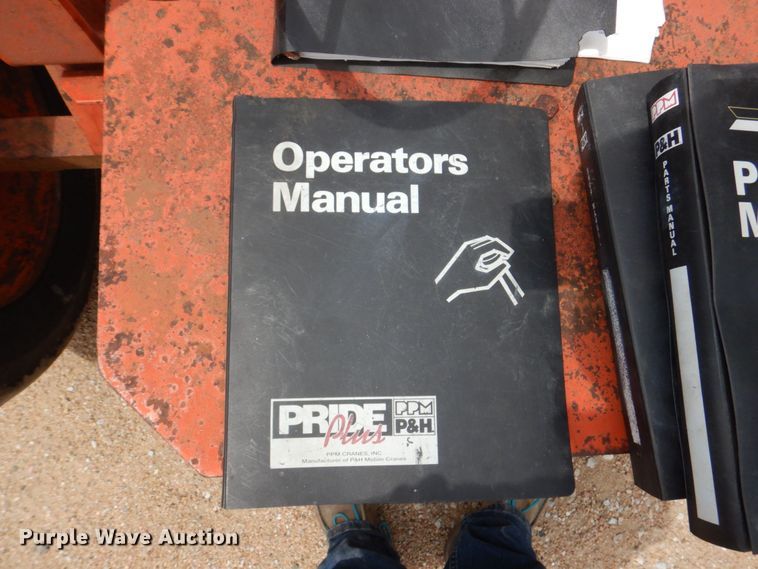 Operators
Manual
PRIDE
Plus
PPM
P&H
PPM CRANES, INC
Manufacturer of P&H Mobile Cranes
PPM
P&H
PARTS MANUAL
P
M
Purple Wave Auction